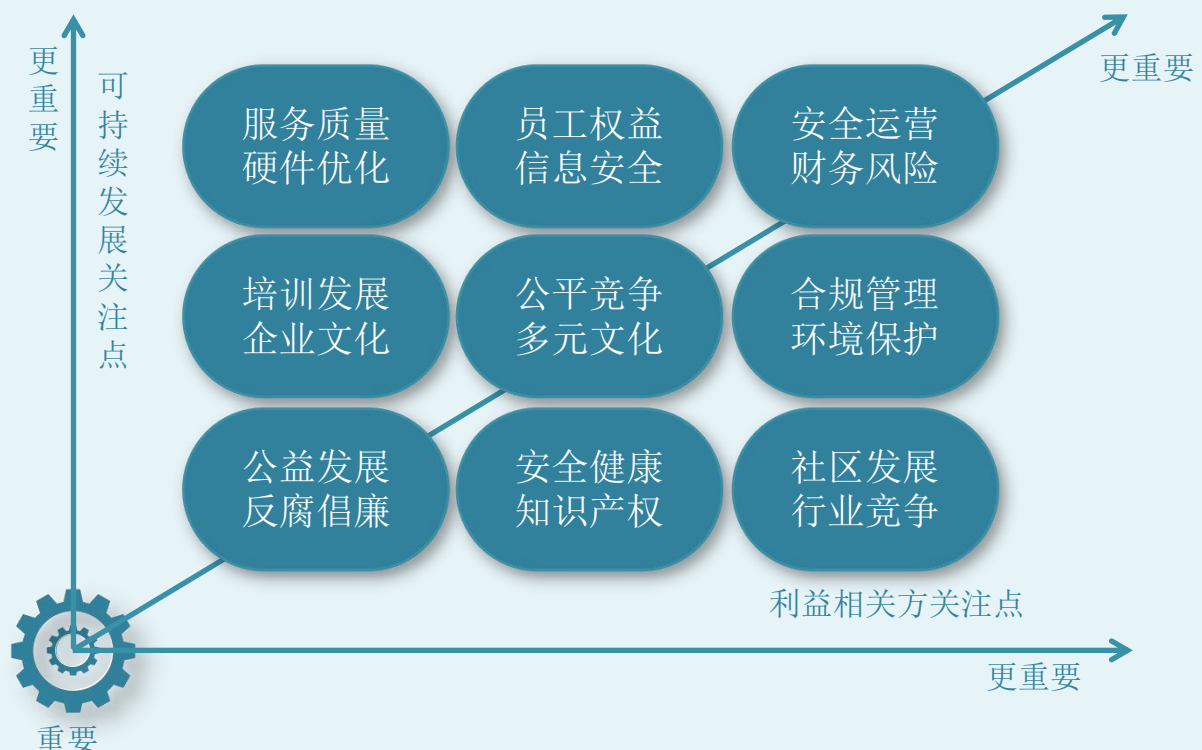 更重要
可持续发展关注点
更重要
服务质量
硬件优化
员工权益
信息安全
安全运营
财务风险
培训发展
企业文化
公平竞争
多元文化
合规管理
环境保护
公益发展
反腐倡廉
安全健康
知识产权
社区发展
行业竞争
利益相关方关注点
更重要
重要